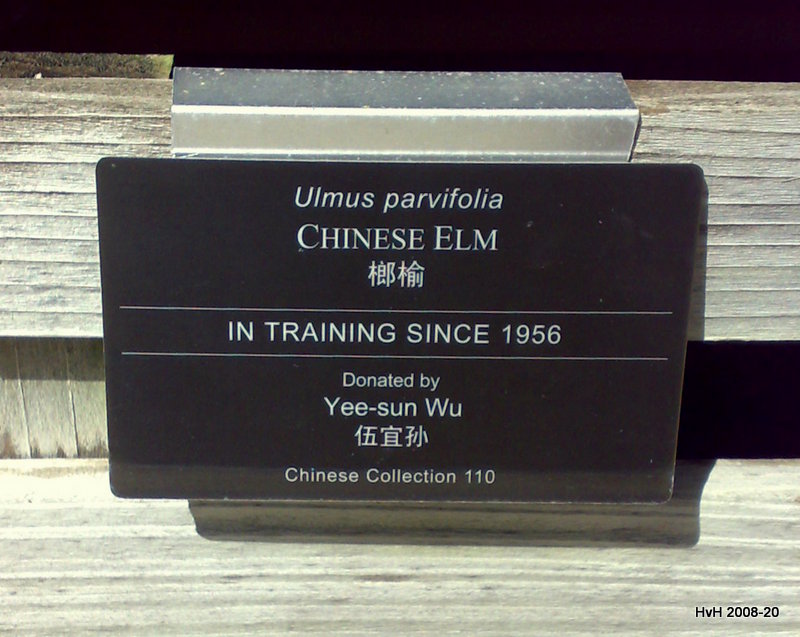 Ulmus parvifolia
CHINESE ELM
榔榆
IN TRAINING SINCE 1956
Donated by
Yee-sun Wu
伍宜孙
Chinese Collection 110
HvH 2008-20